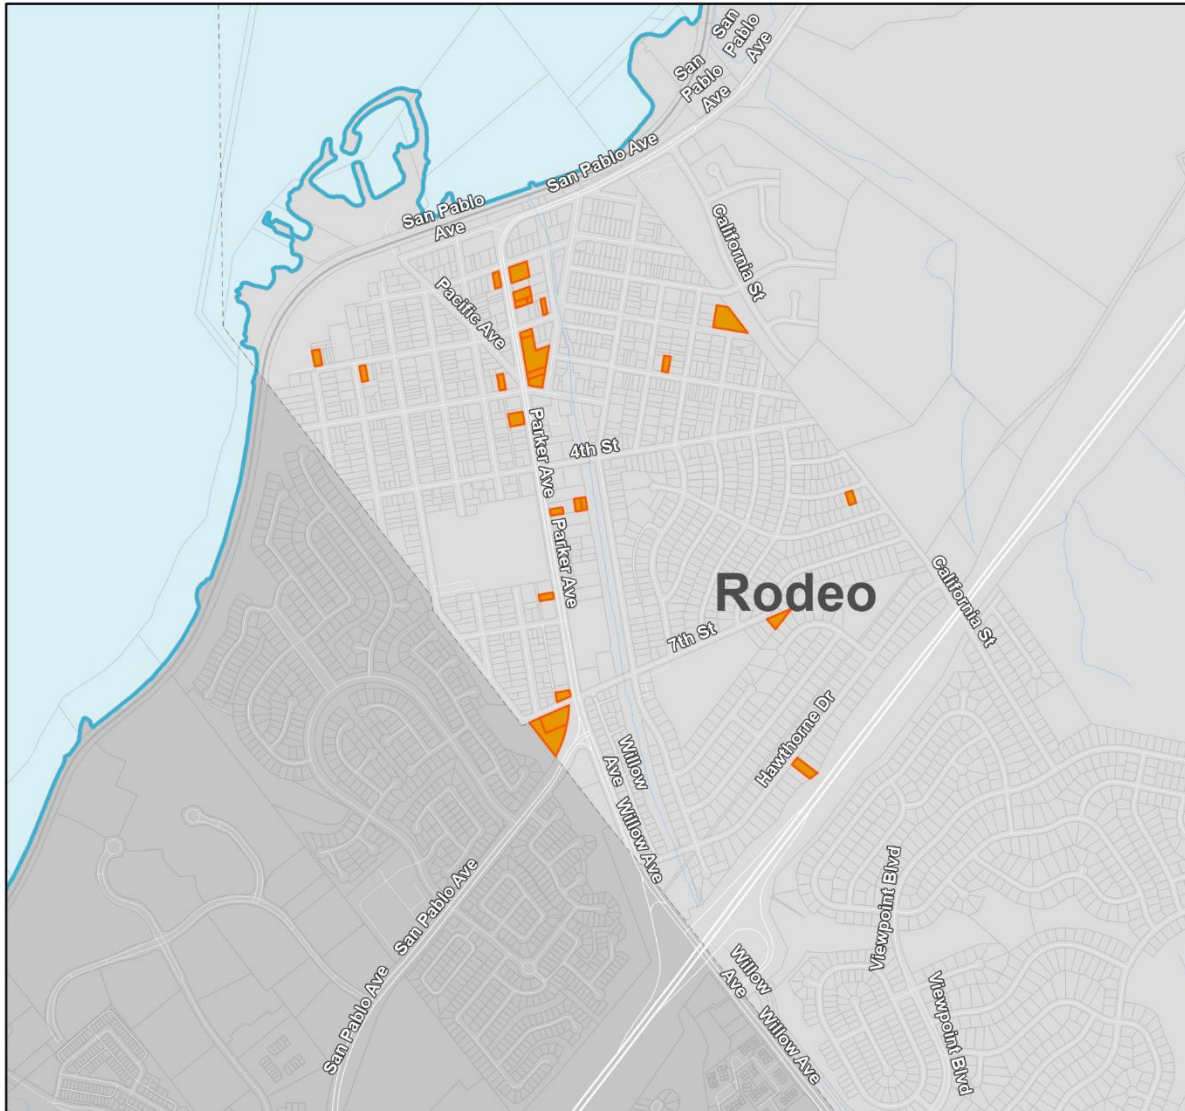 San
Pablo
Ave
San
Pablo
Ave
San Pablo Ave
San Pablo
Ave
California St
Pacific Ave
Parker Ave
4th St
Parker Ave
Rodeo
California St
7th St
Hawthorne Dr
Willow
Ave
Willow Ave
Viewpoint Blvd
San Pablo Ave
Willow
Ave
Viewpoint Blvd
San Pablo Ave
Willow Ave